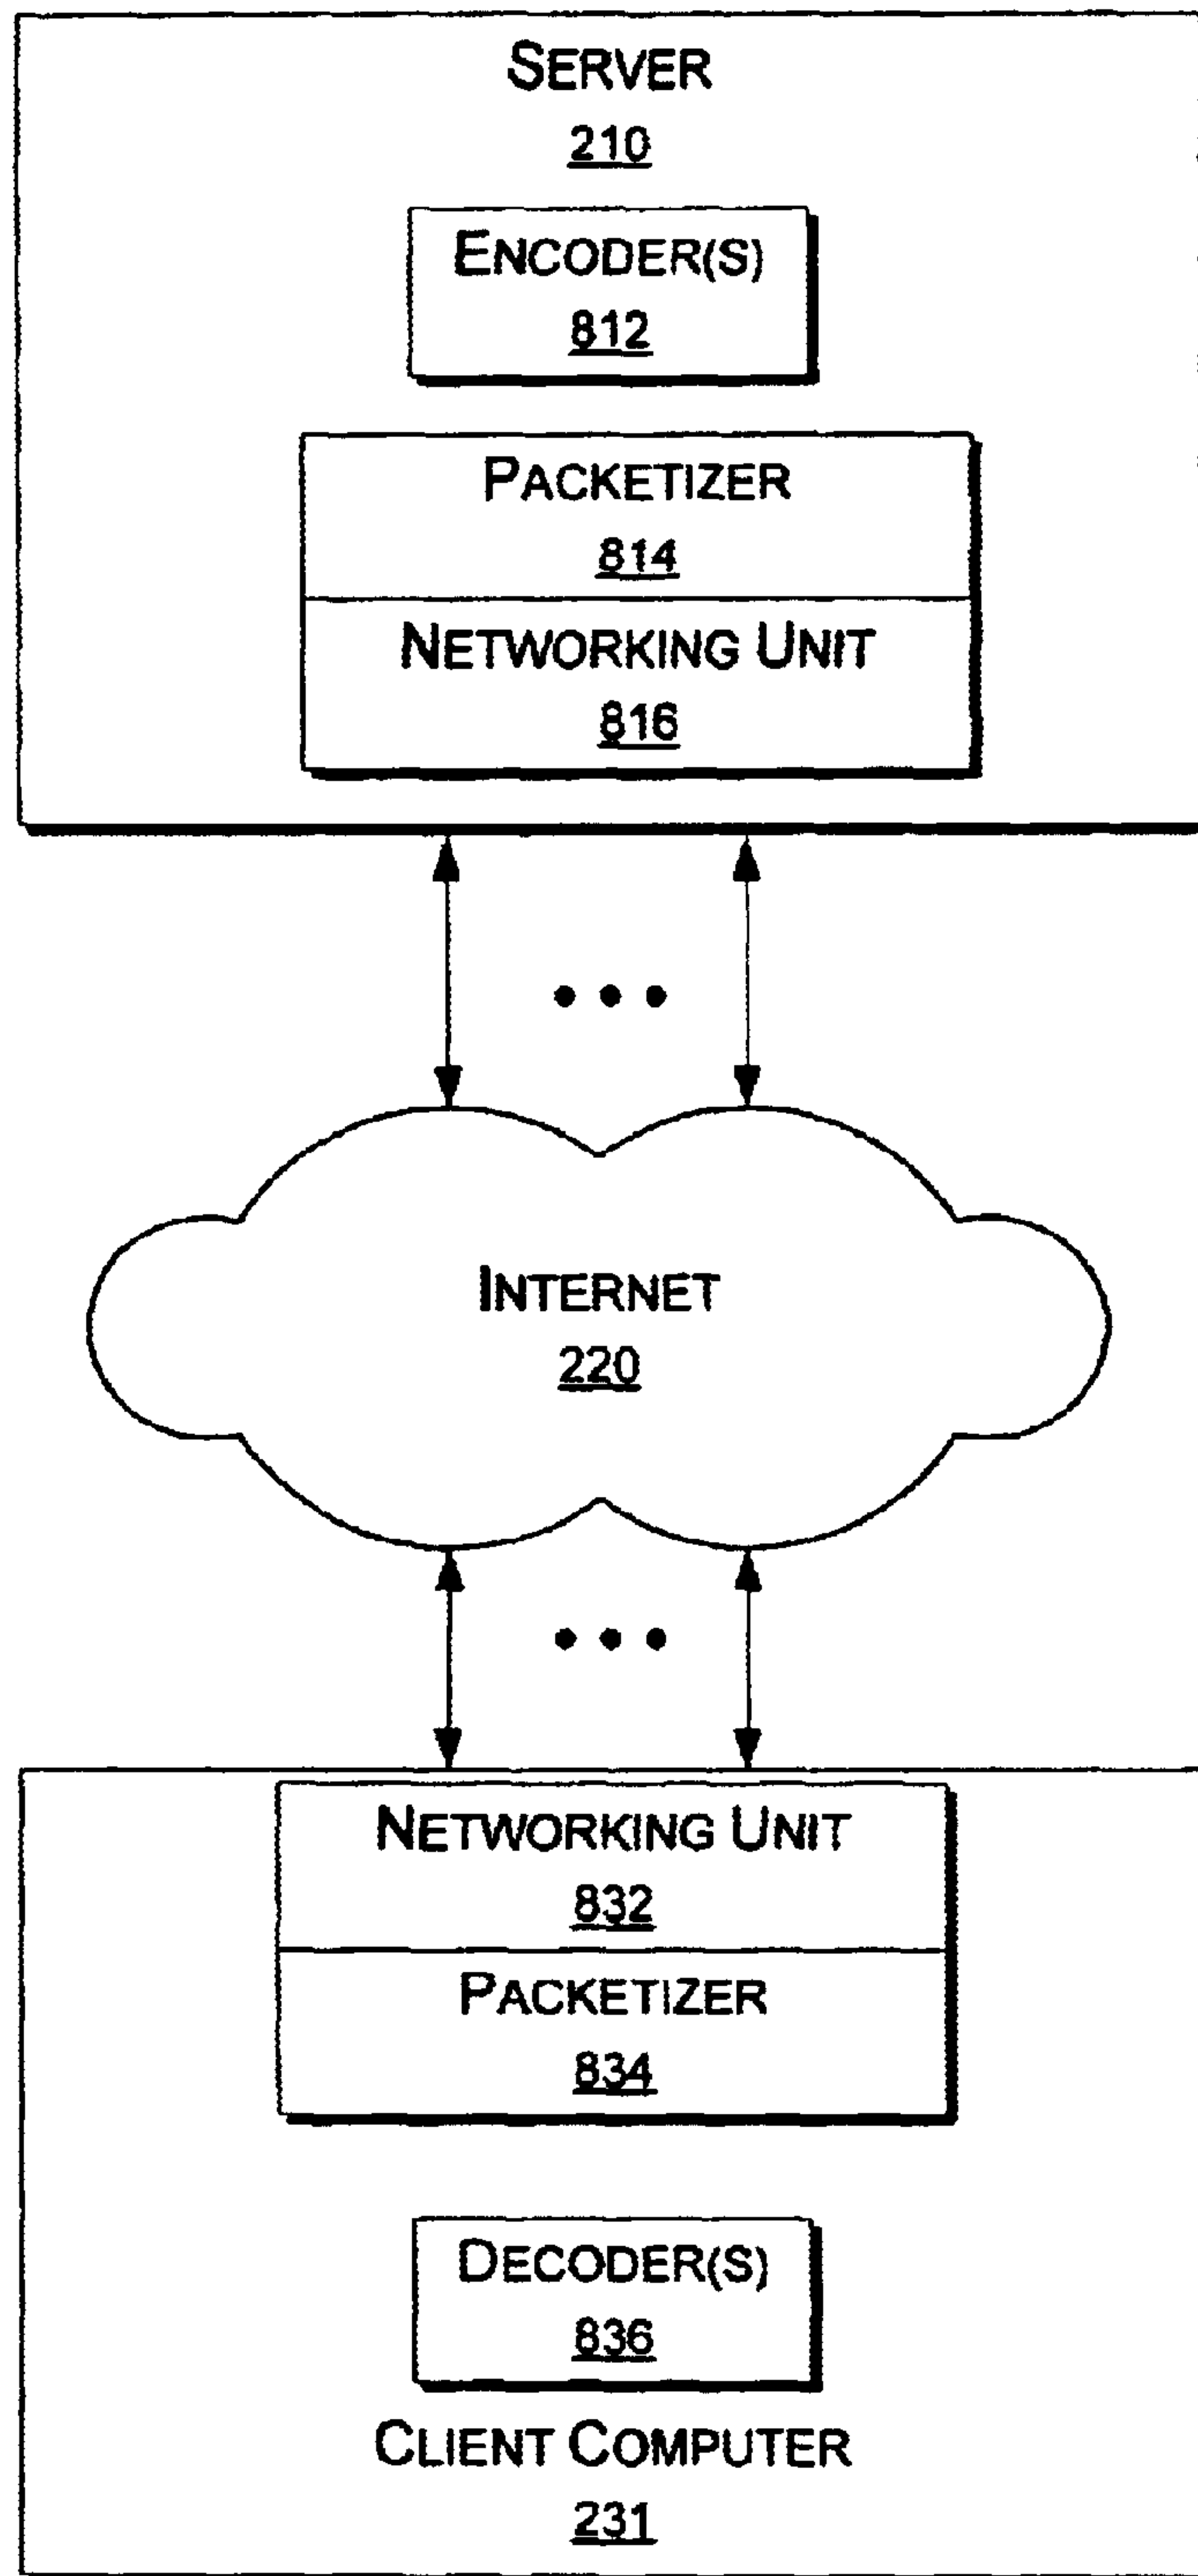 SERVER
210
ENCODER(S)
812
PACKETIZER
814
NETWORKING UNIT
816
INTERNET
220
NETWORKING UNIT
832
PACKETIZER
834
DECODER(S)
836
CLIENT COMPUTER
231